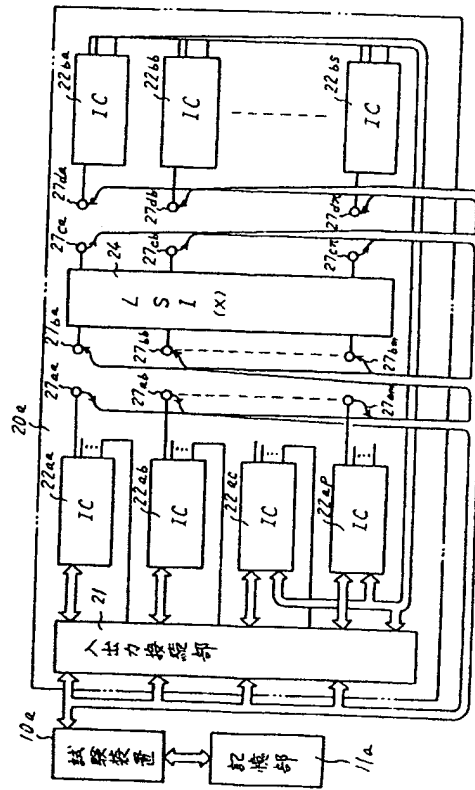 20a
10a
試験装置
11a
記憶部
21
入出力接続部
22aa
IC
22ab
IC
22ac
IC
22ap
IC
27aa
27ab
27am
27ba
27bb
27bm
24
LSI
(X)
27ca
27cb
27cn
27da
27db
27dn
22ba
IC
22bb
IC
22bs
IC